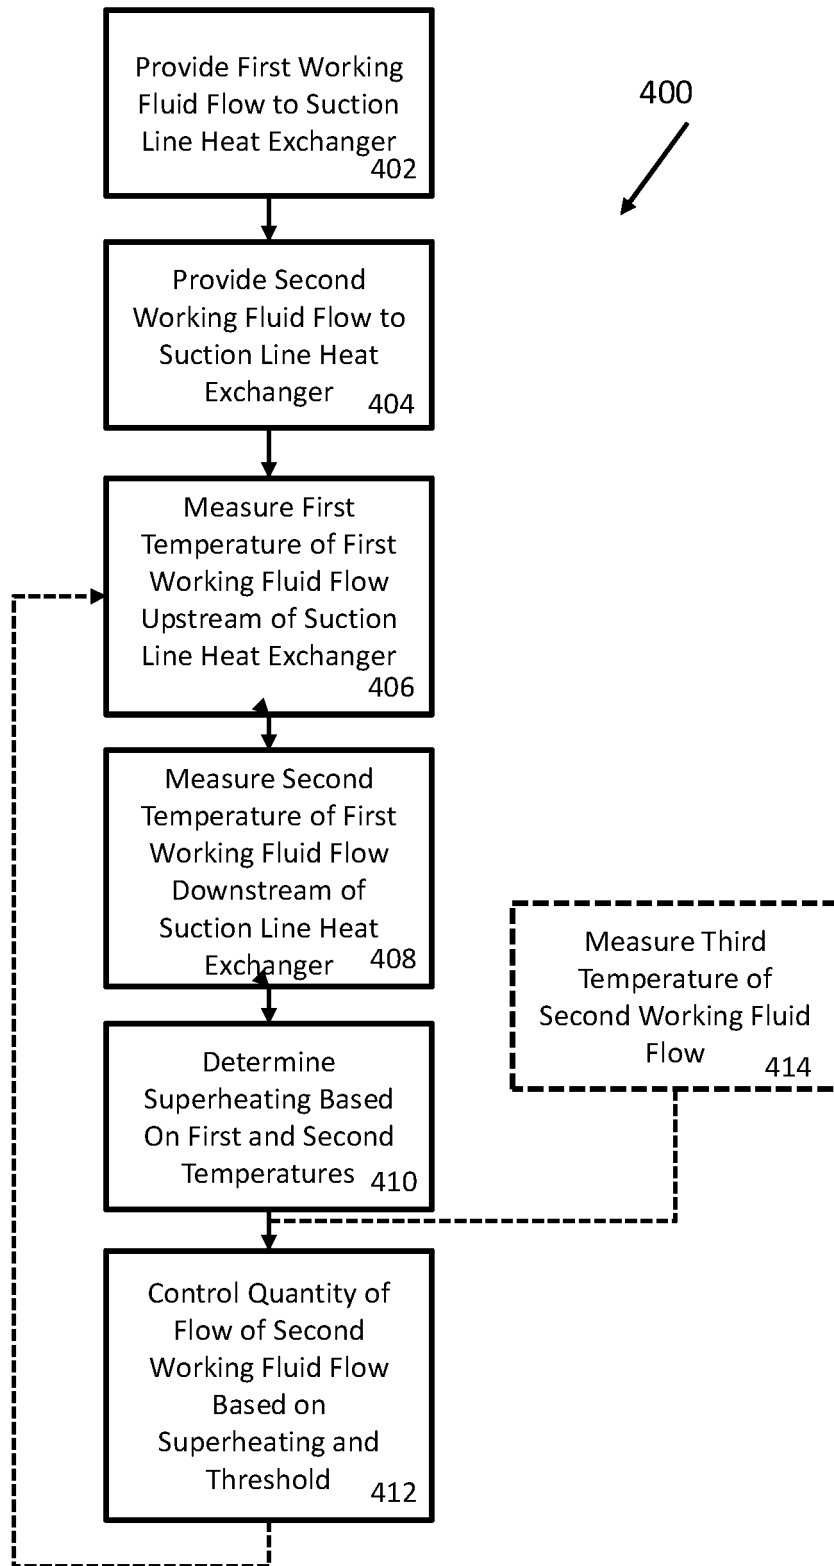 Provide First Working
Fluid Flow to Suction
Line Heat Exchanger
402
400
Provide Second
Working Fluid Flow to
Suction Line Heat
Exchanger
404
Measure First
Temperature of First
Working Fluid Flow
Upstream of Suction
Line Heat Exchanger
406
Measure Second
Temperature of First
Working Fluid Flow
Downstream of
Suction Line Heat
Exchanger
408
Measure Third
Temperature of
Second Working Fluid
Flow
414
Determine
Superheating Based
On First and Second
Temperatures
410
Control Quantity of
Flow of Second
Working Fluid Flow
Based on
Superheating and
Threshold
412